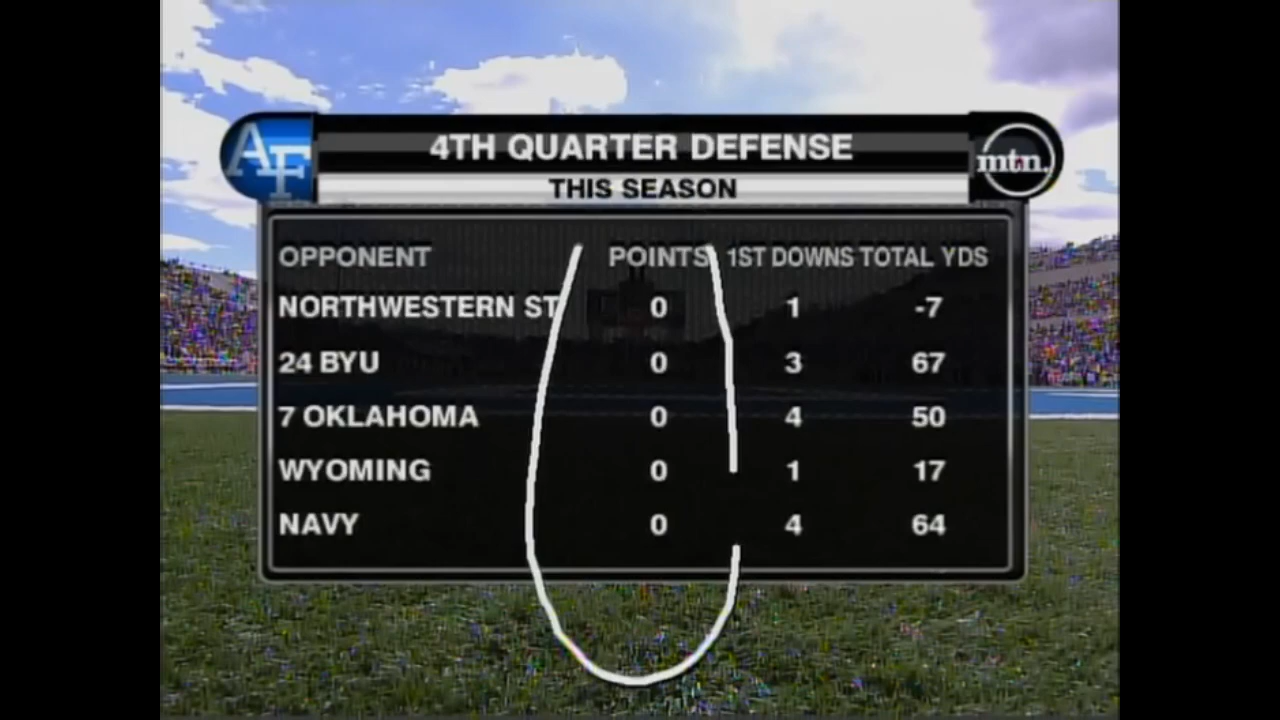 AF
4TH QUARTER DEFENSE
mtn.
THIS SEASON
OPPONENT POINTS 1ST DOWNS TOTAL YDS
NORTHWESTERN ST 0 1 -7
24 BYU 0 3 67
7 OKLAHOMA 0 4 50
WYOMING 0 1 17
NAVY 0 4 64